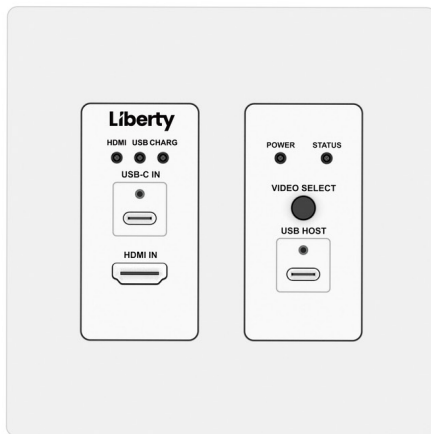 Liberty
HDMI USB CHARG
USB-C IN
HDMI IN
POWER STATUS
VIDEO SELECT
USB HOST